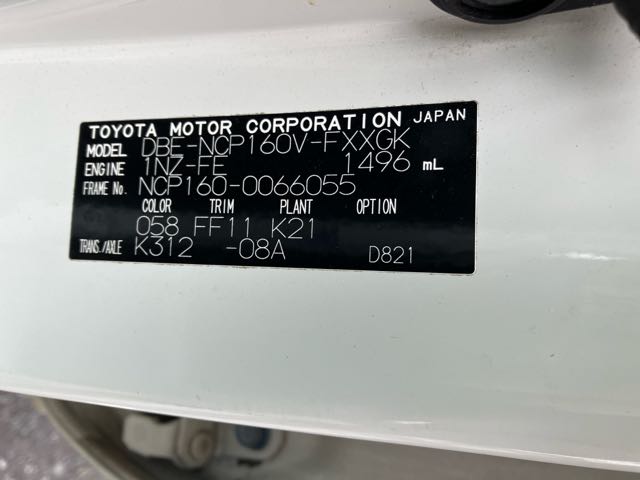 TOYOTA MOTOR CORPORATION JAPAN
MODEL DBE-NCP160V-FXXGK
ENGINE 1NZ-FE 1496 mL
FRAME No. NCP160-0066055
COLOR TRIM PLANT OPTION
058 FF11 K21
TRANS./AXLE K312 -08A D821